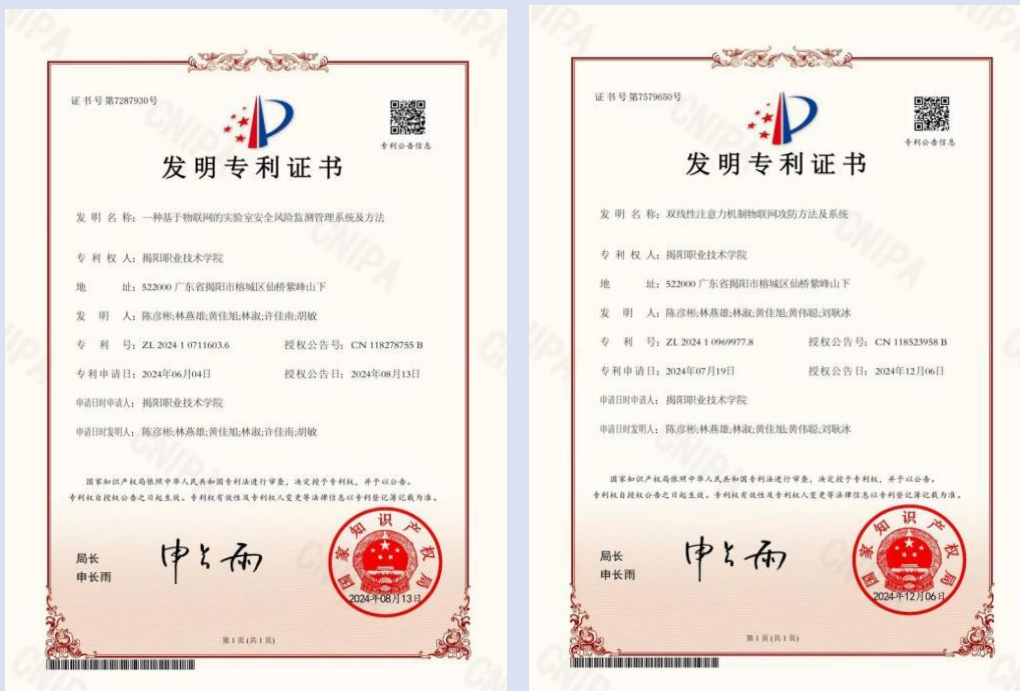 证书号第7287930号
专利公告信息
发明专利证书
发明名称：一种基于物联网的实验室安全风险监测管理系统及方法
专利权人：揭阳职业技术学院
地址：522000 广东省揭阳市榕城区仙桥紫峰山下
发明人：陈彦彬;林燕雄;黄佳旭;林淑;许佳南;胡敏
专利号：ZL 2024 1 0711603.6 授权公告号：CN 118278755 B
专利申请日：2024年06月04日 授权公告日：2024年08月13日
申请日时申请人：揭阳职业技术学院
申请日时发明人：陈彦彬;林燕雄;黄佳旭;林淑;许佳南;胡敏
国家知识产权局依照中华人民共和国专利法进行审查，决定授予专利权，并予以公告。
专利权自授权公告之日起生效。专利权有效性及专利权人变更等法律信息以专利登记簿记载为准。
局长
申长雨
申长雨
国家知识产权局
2024年08月13日
第1页(共1页)
证书号第7579650号
专利公告信息
发明专利证书
发明名称：双线性注意力机制物联网攻防方法及系统
专利权人：揭阳职业技术学院
地址：522000 广东省揭阳市榕城区仙桥紫峰山下
发明人：陈彦彬;林燕雄;林淑;黄佳旭;黄伟聪;刘耿冰
专利号：ZL 2024 1 0969977.8 授权公告号：CN 118523958 B
专利申请日：2024年07月19日 授权公告日：2024年12月06日
申请日时申请人：揭阳职业技术学院
申请日时发明人：陈彦彬;林燕雄;林淑;黄佳旭;黄伟聪;刘耿冰
国家知识产权局依照中华人民共和国专利法进行审查，决定授予专利权，并予以公告。
专利权自授权公告之日起生效。专利权有效性及专利权人变更等法律信息以专利登记簿记载为准。
局长
申长雨
申长雨
国家知识产权局
2024年12月06日
第1页(共1页)
CNIPA